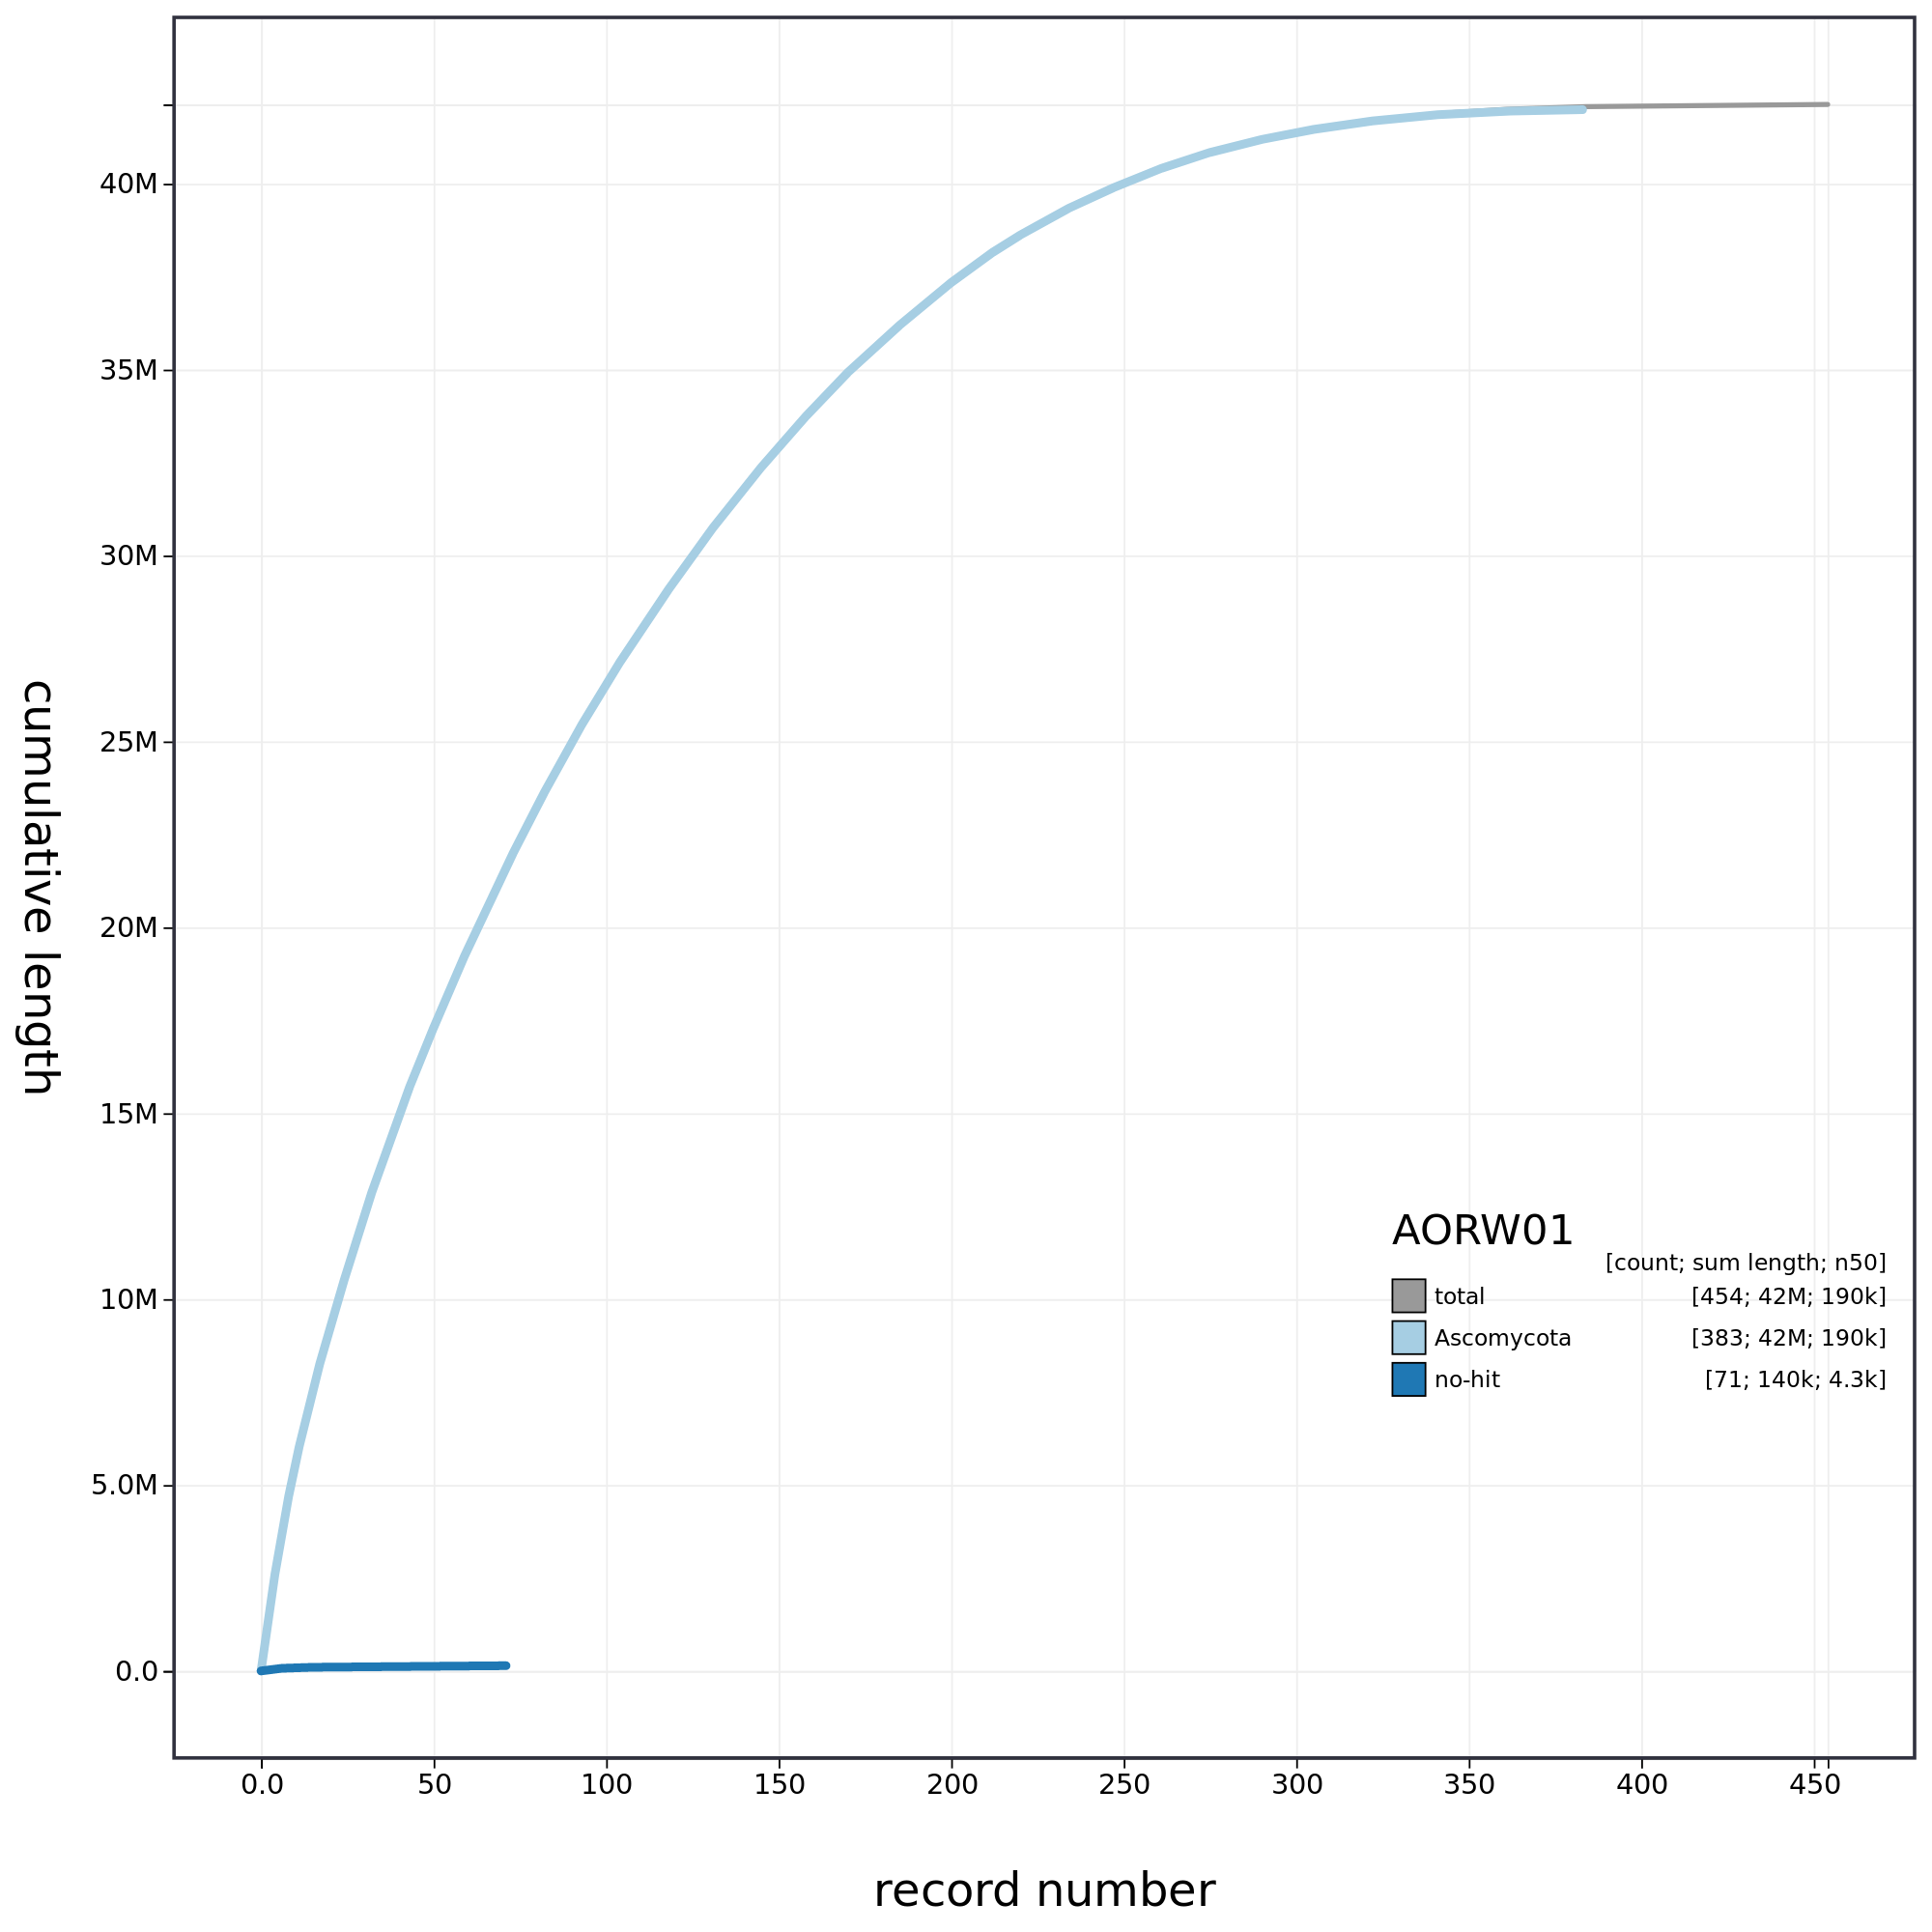 cumulative length
40M
35M
30M
25M
20M
15M
10M
5.0M
0.0
AORW01
[count; sum length; n50]
total [454; 42M; 190k]
Ascomycota [383; 42M; 190k]
no-hit [71; 140k; 4.3k]
0.0 50 100 150 200 250 300 350 400 450
record number